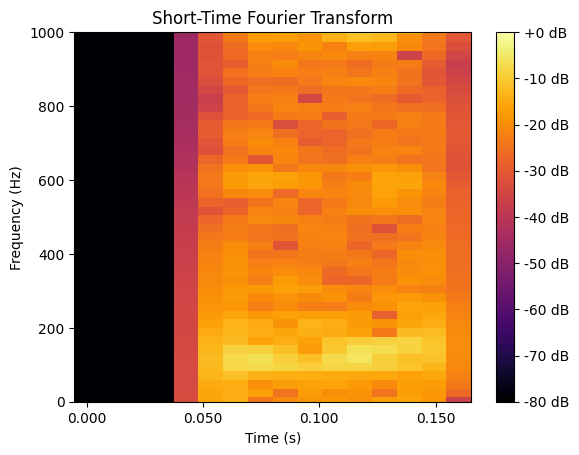 Short-Time Fourier Transform
1000
800
600
400
200
0
Frequency (Hz)
0.000
0.050
0.100
0.150
Time (s)
+0 dB
-10 dB
-20 dB
-30 dB
-40 dB
-50 dB
-60 dB
-70 dB
-80 dB